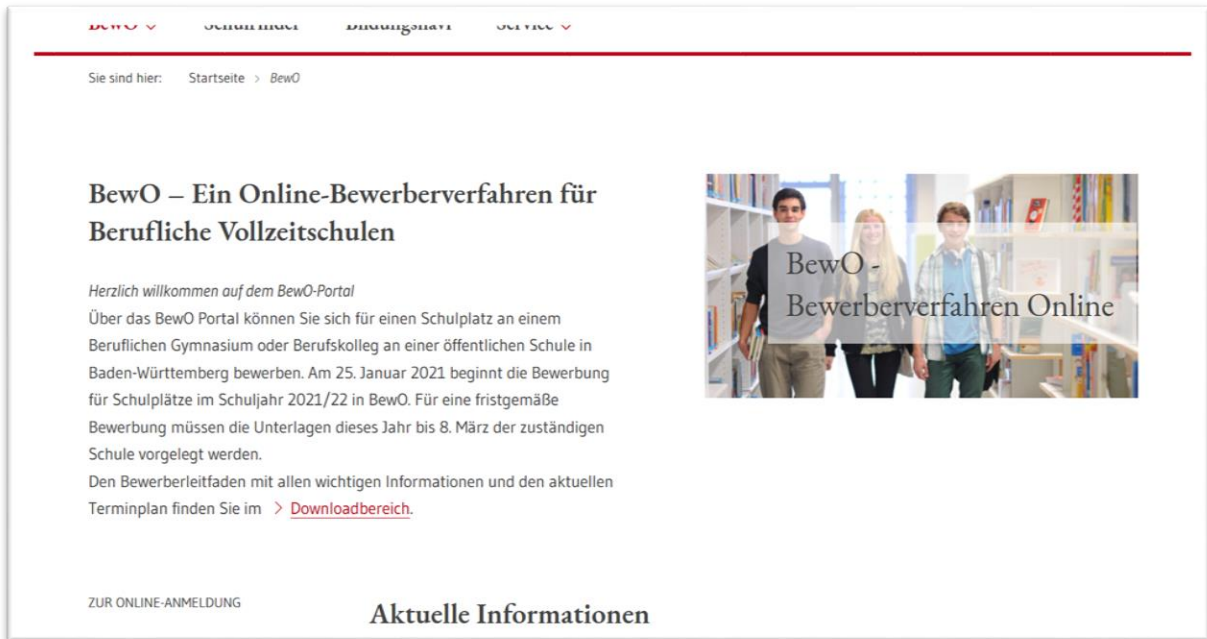 BewO
Schulfinder
Bildungsnavi
Service
Sie sind hier: Startseite > BewO
BewO – Ein Online-Bewerberverfahren für
Berufliche Vollzeitschulen
BewO -
Bewerberverfahren Online
Herzlich willkommen auf dem BewO-Portal
Über das BewO Portal können Sie sich für einen Schulplatz an einem
Beruflichen Gymnasium oder Berufskolleg an einer öffentlichen Schule in
Baden-Württemberg bewerben. Am 25. Januar 2021 beginnt die Bewerbung
für Schulplätze im Schuljahr 2021/22 in BewO. Für eine fristgemäße
Bewerbung müssen die Unterlagen dieses Jahr bis 8. März der zuständigen
Schule vorgelegt werden.
Den Bewerberleitfaden mit allen wichtigen Informationen und den aktuellen
Terminplan finden Sie im > Downloadbereich.
ZUR ONLINE-ANMELDUNG
Aktuelle Informationen